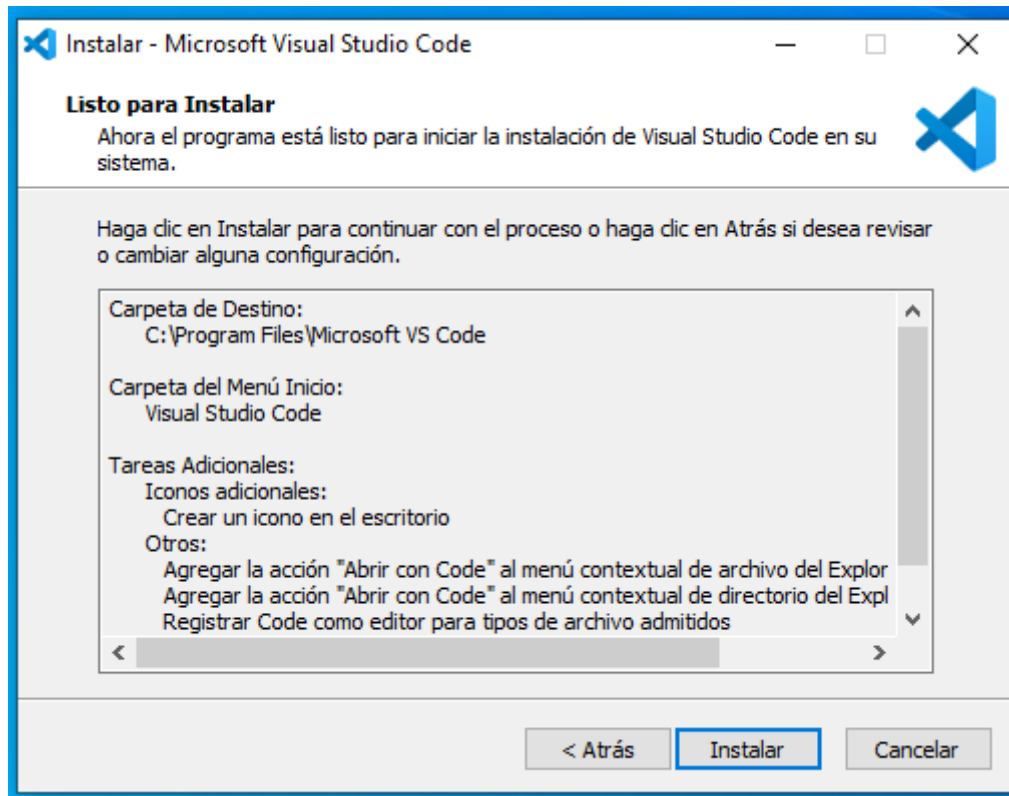 Instalar - Microsoft Visual Studio Code
Listo para Instalar
Ahora el programa está listo para iniciar la instalación de Visual Studio Code en su
sistema.
Haga clic en Instalar para continuar con el proceso o haga clic en Atrás si desea revisar
o cambiar alguna configuración.
Carpeta de Destino:
C:\Program Files\Microsoft VS Code
Carpeta del Menú Inicio:
Visual Studio Code
Tareas Adicionales:
Iconos adicionales:
Crear un icono en el escritorio
Otros:
Agregar la acción "Abrir con Code" al menú contextual de archivo del Explor
Agregar la acción "Abrir con Code" al menú contextual de directorio del Expl
Registrar Code como editor para tipos de archivo admitidos
< Atrás
Instalar
Cancelar